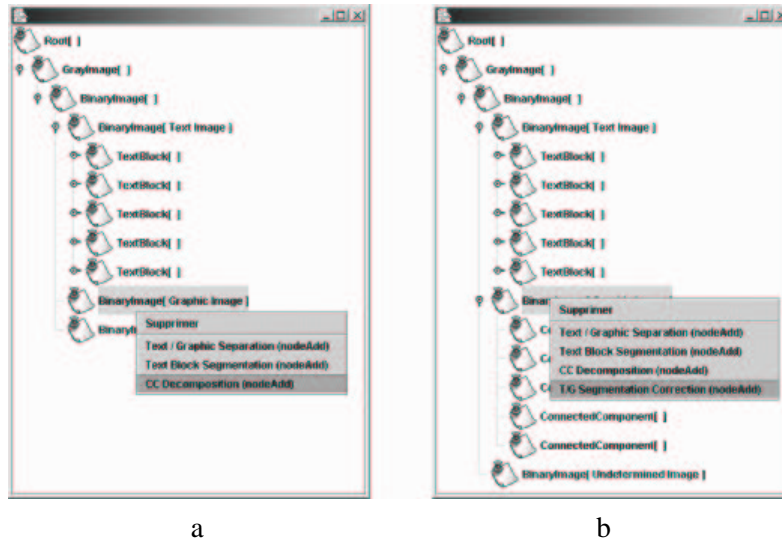 Root[ ]
GrayImage[ ]
BinaryImage[ ]
BinaryImage[ Text Image ]
TextBlock[ ]
TextBlock[ ]
TextBlock[ ]
TextBlock[ ]
TextBlock[ ]
BinaryImage[ Graphic Image ]
Supprimer
Text / Graphic Separation (nodeAdd)
Text Block Segmentation (nodeAdd)
CC Decomposition (nodeAdd)
a
Root[ ]
GrayImage[ ]
BinaryImage[ ]
BinaryImage[ Text Image ]
TextBlock[ ]
TextBlock[ ]
TextBlock[ ]
TextBlock[ ]
TextBlock[ ]
Supprimer
Text / Graphic Separation (nodeAdd)
Text Block Segmentation (nodeAdd)
CC Decomposition (nodeAdd)
T/G Segmentation Correction (nodeAdd)
ConnectedComponent[ ]
ConnectedComponent[ ]
BinaryImage[ Undetermined Image ]
b